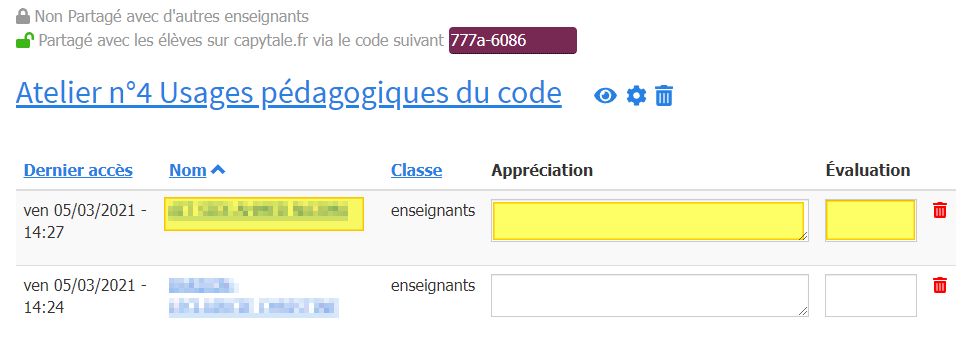 Non Partagé avec d'autres enseignants
Partagé avec les élèves sur capytale.fr via le code suivant 777a-6086
Atelier n°4 Usages pédagogiques du code
Dernier accès Nom Classe Appréciation Évaluation
ven 05/03/2021 - enseignants
14:27
ven 05/03/2021 - enseignants
14:24